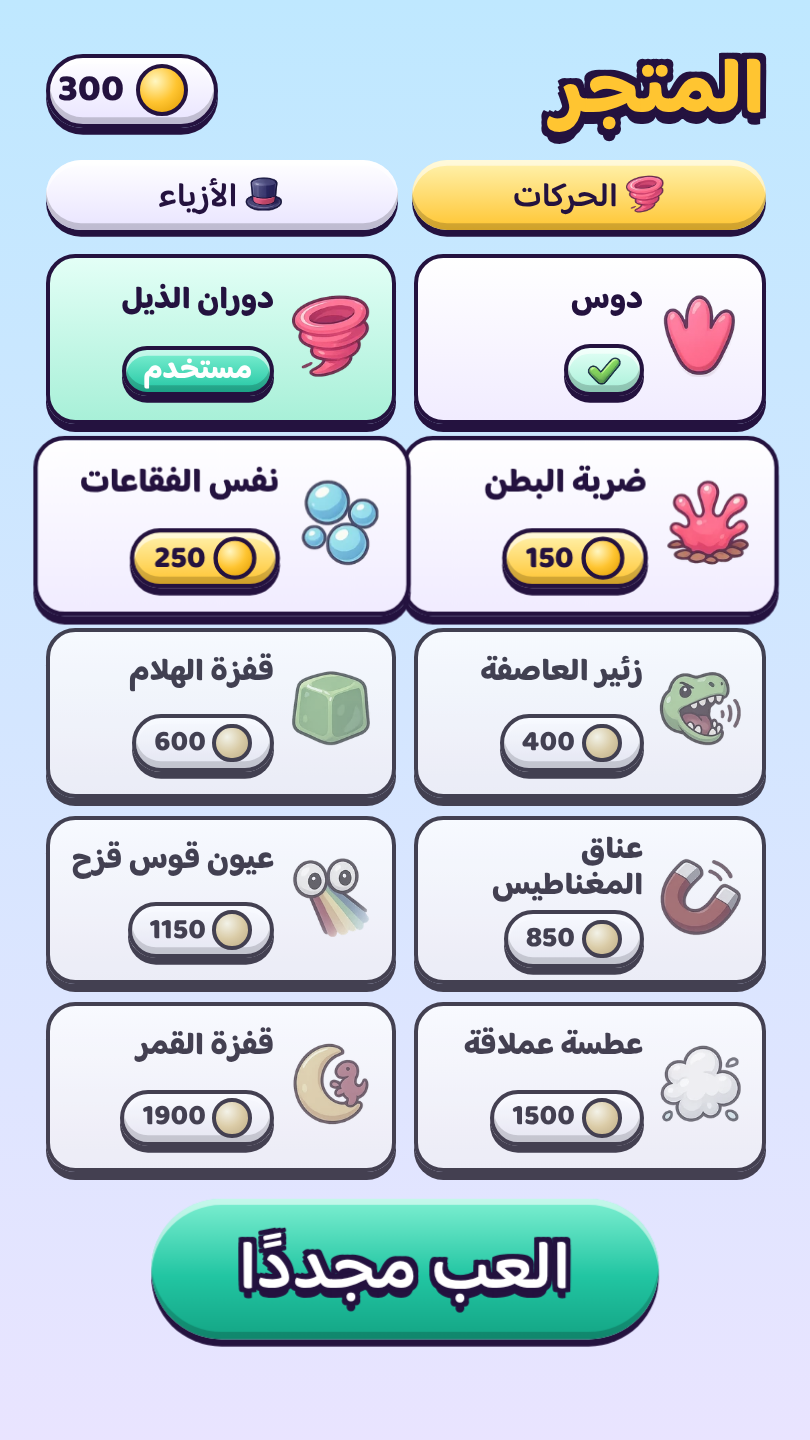 المتجر
300
الحركات
الأزياء
دوس
دوران الذيل
مستخدم
ضربة البطن
150
نفس الفقاعات
250
زئير العاصفة
400
قفزة الهلام
600
عناق
المغناطيس
850
عيون قوس قزح
1150
عطسة عملاقة
1500
قفزة القمر
1900
العب مجددًا